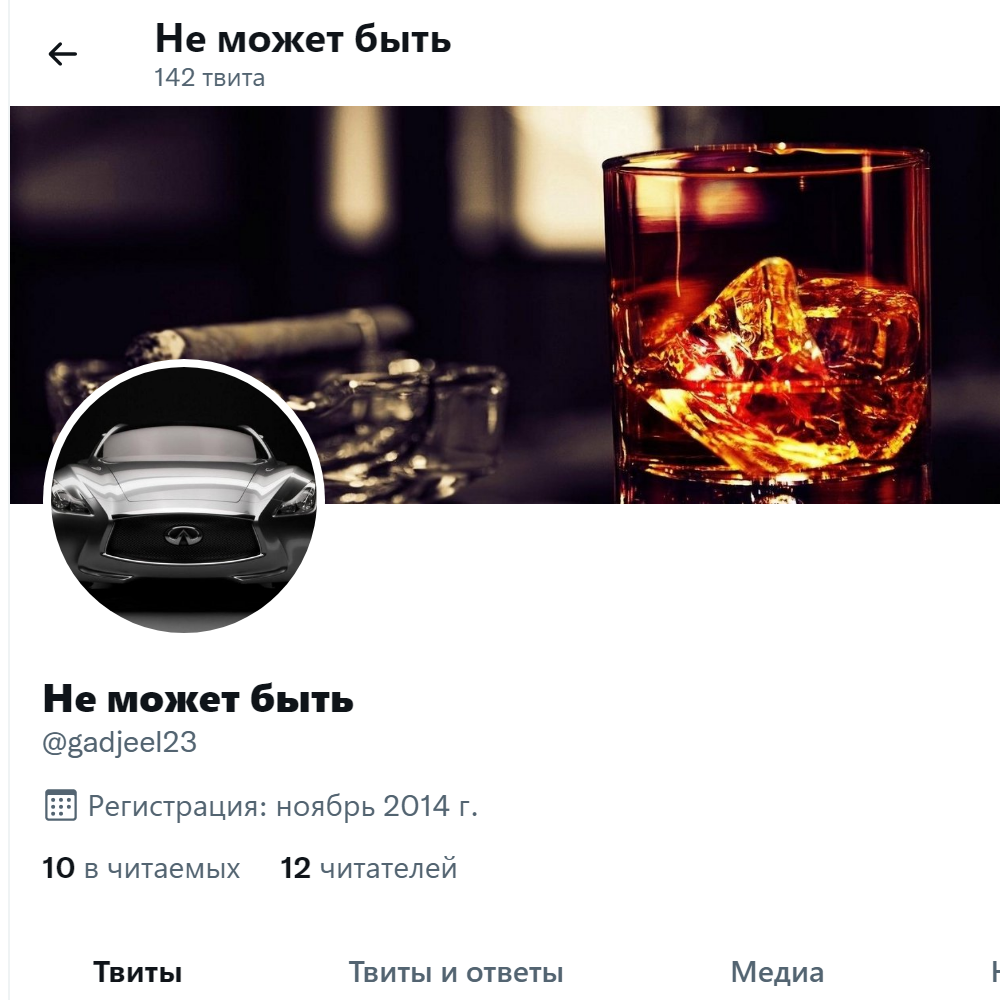 Не может быть
142 твита
Не может быть
@gadjeel23
Регистрация: ноябрь 2014 г.
10 в читаемых 12 читателей
Твиты Твиты и ответы Медиа